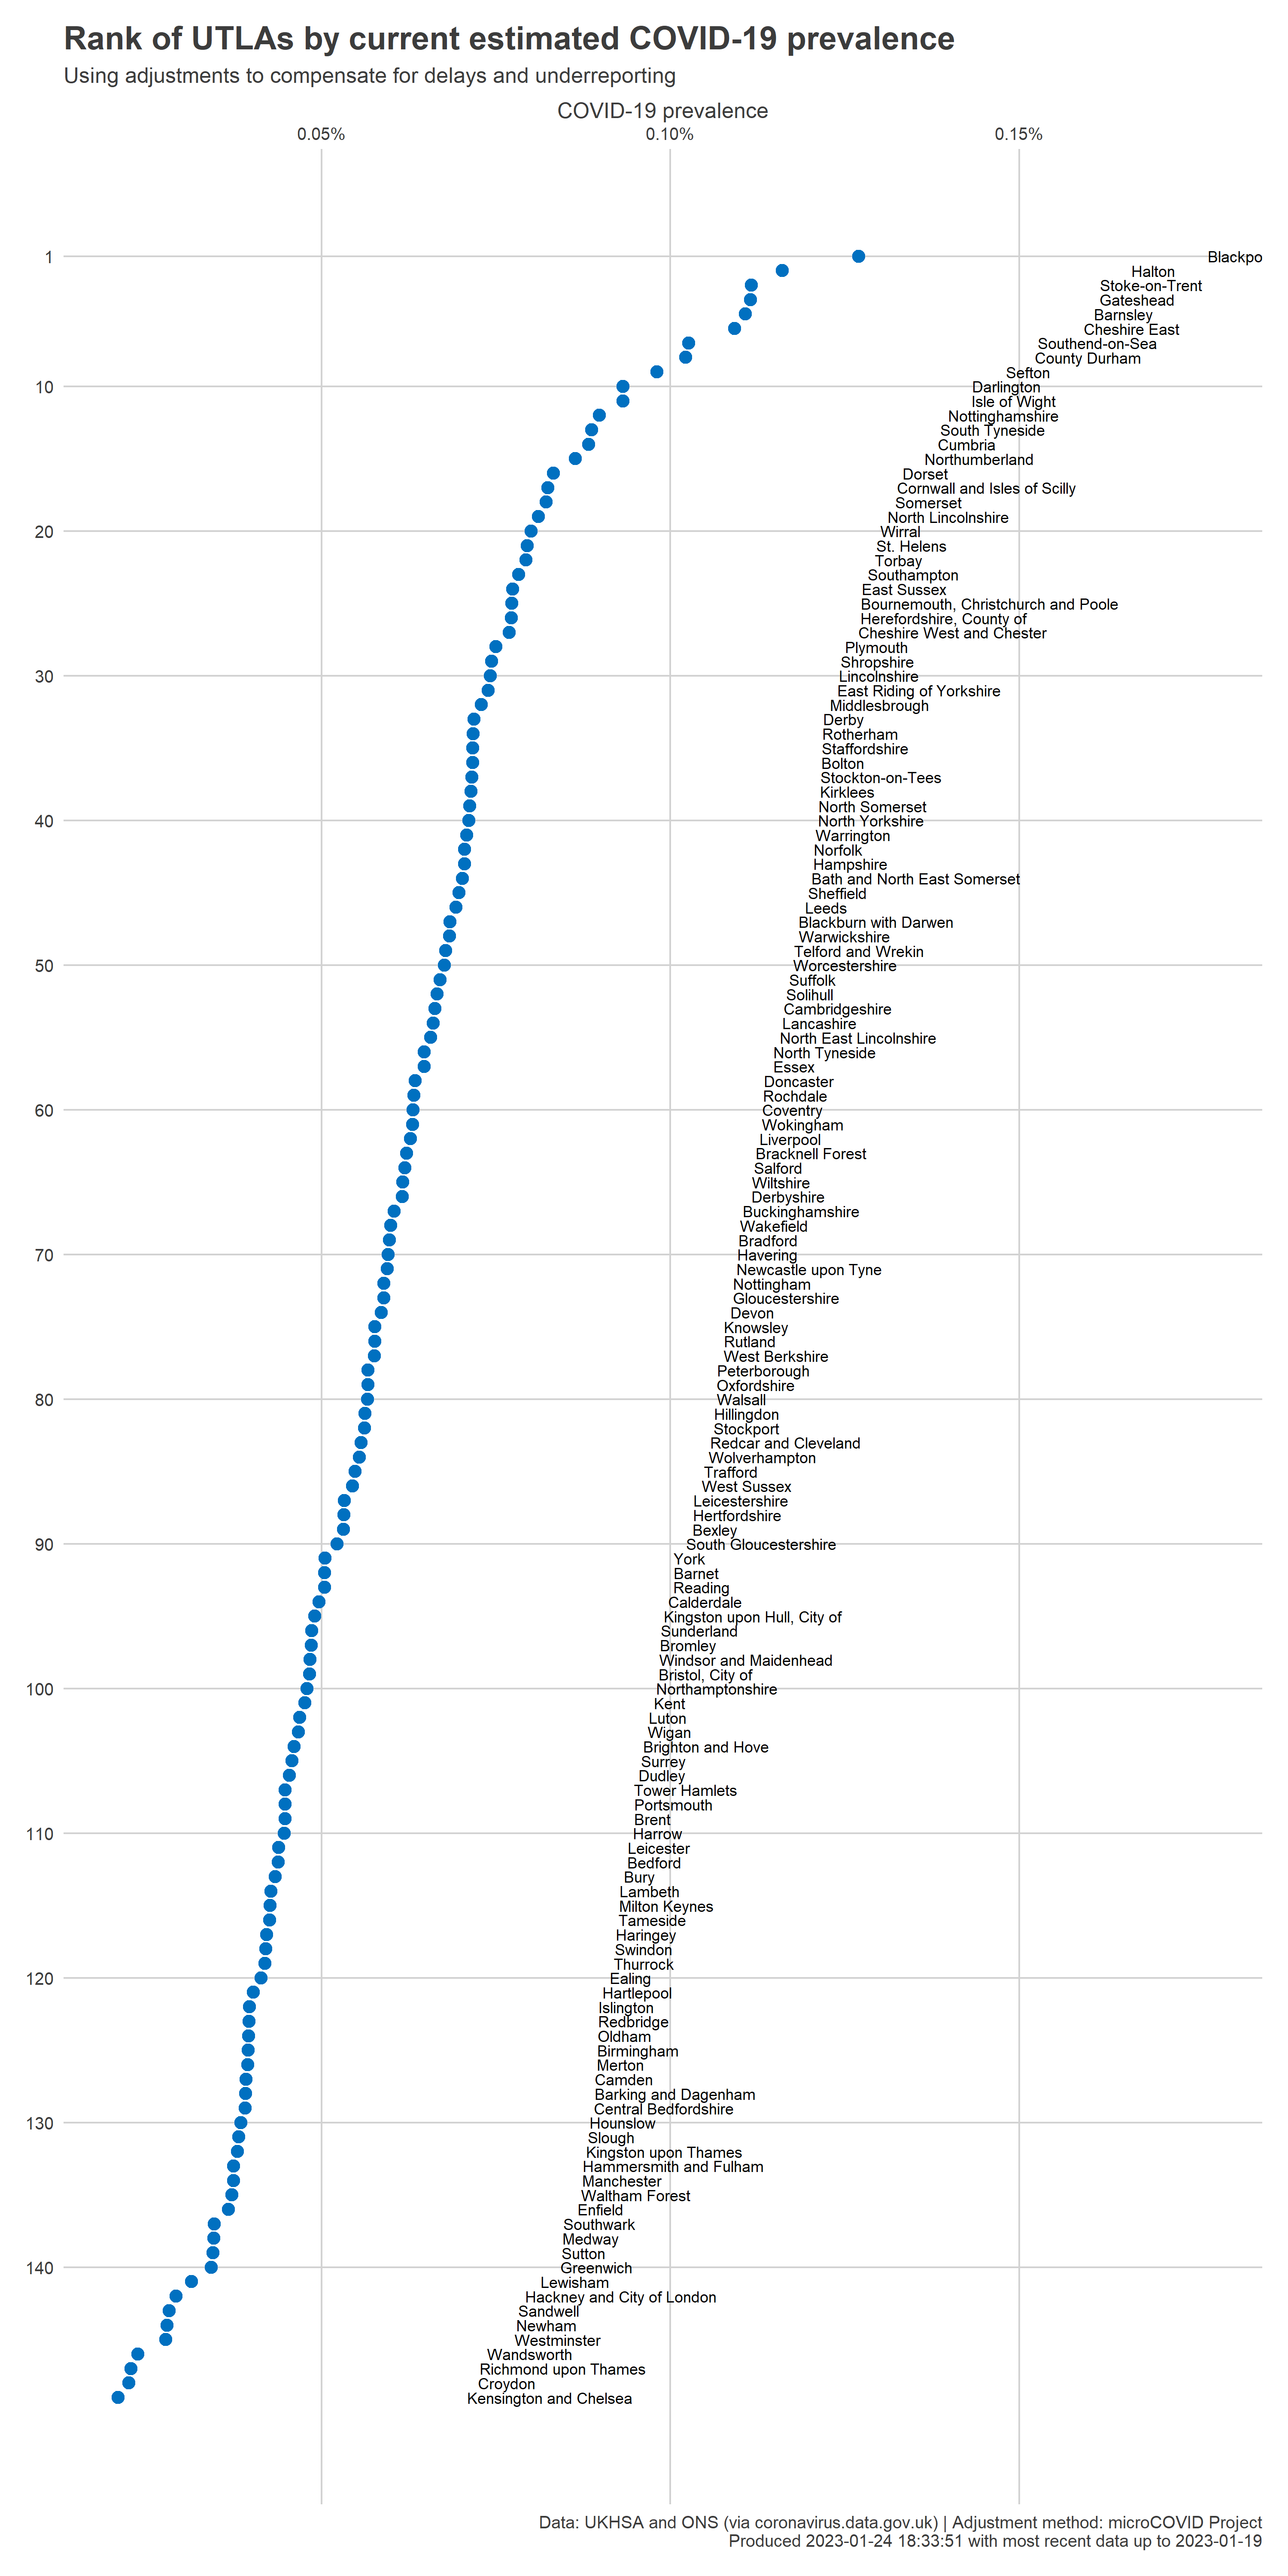 Rank of UTLAs by current estimated COVID-19 prevalence
Using adjustments to compensate for delays and underreporting
COVID-19 prevalence
0.05% 0.10% 0.15%
1 Blackpo
Halton
Stoke-on-Trent
Gateshead
Barnsley
Cheshire East
Southend-on-Sea
County Durham
Sefton
10 Darlington
Isle of Wight
Nottinghamshire
South Tyneside
Cumbria
Northumberland
Dorset
Cornwall and Isles of Scilly
Somerset
North Lincolnshire
20 Wirral
St. Helens
Torbay
Southampton
East Sussex
Bournemouth, Christchurch and Poole
Herefordshire, County of
Cheshire West and Chester
Plymouth
Shropshire
30 Lincolnshire
East Riding of Yorkshire
Middlesbrough
Derby
Rotherham
Staffordshire
Bolton
Stockton-on-Tees
Kirklees
North Somerset
40 North Yorkshire
Warrington
Norfolk
Hampshire
Bath and North East Somerset
Sheffield
Leeds
Blackburn with Darwen
Warwickshire
Telford and Wrekin
50 Worcestershire
Suffolk
Solihull
Cambridgeshire
Lancashire
North East Lincolnshire
North Tyneside
Essex
Doncaster
Rochdale
60 Coventry
Wokingham
Liverpool
Bracknell Forest
Salford
Wiltshire
Derbyshire
Buckinghamshire
Wakefield
Bradford
70 Havering
Newcastle upon Tyne
Nottingham
Gloucestershire
Devon
Knowsley
Rutland
West Berkshire
Peterborough
Oxfordshire
80 Walsall
Hillingdon
Stockport
Redcar and Cleveland
Wolverhampton
Trafford
West Sussex
Leicestershire
Hertfordshire
Bexley
90 South Gloucestershire
York
Barnet
Reading
Calderdale
Kingston upon Hull, City of
Sunderland
Bromley
Windsor and Maidenhead
Bristol, City of
100 Northamptonshire
Kent
Luton
Wigan
Brighton and Hove
Surrey
Dudley
Tower Hamlets
Portsmouth
Brent
110 Harrow
Leicester
Bedford
Bury
Lambeth
Milton Keynes
Tameside
Haringey
Swindon
Thurrock
120 Ealing
Hartlepool
Islington
Redbridge
Oldham
Birmingham
Merton
Camden
Barking and Dagenham
Central Bedfordshire
130 Hounslow
Slough
Kingston upon Thames
Hammersmith and Fulham
Manchester
Waltham Forest
Enfield
Southwark
Medway
Sutton
140 Greenwich
Lewisham
Hackney and City of London
Sandwell
Newham
Westminster
Wandsworth
Richmond upon Thames
Croydon
Kensington and Chelsea
Data: UKHSA and ONS (via coronavirus.data.gov.uk) | Adjustment method: microCOVID Project
Produced 2023-01-24 18:33:51 with most recent data up to 2023-01-19